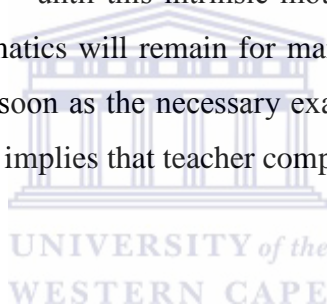 until this intrinsic
matics will remain for ma
soon as the necessary exa
implies that teacher comp
UNIVERSITY of the
WESTERN CAPE